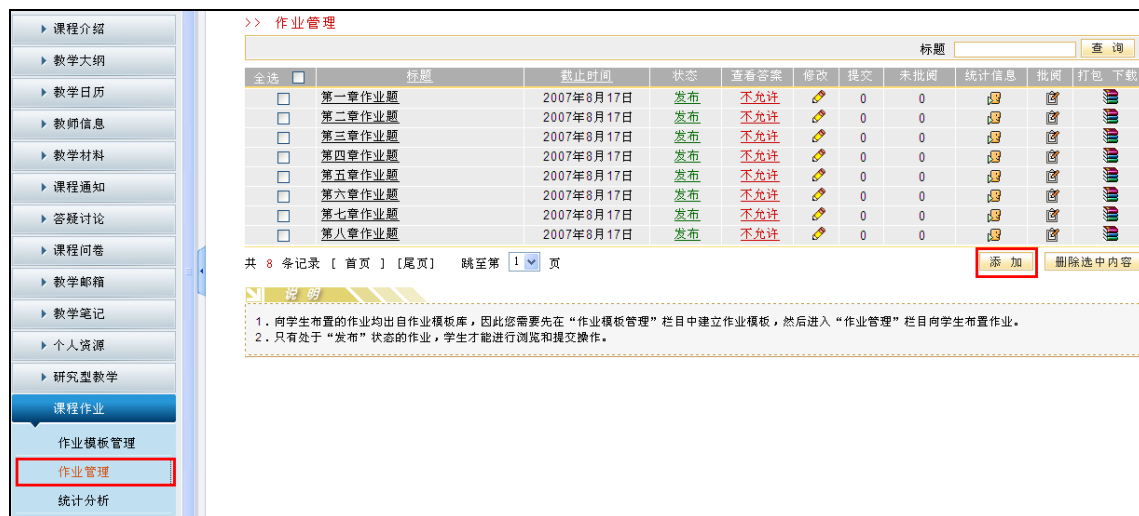 课程介绍
教学大纲
教学日历
教师信息
教学材料
课程通知
答疑讨论
课程问卷
教学邮箱
教学笔记
个人资源
研究型教学
课程作业
作业模板管理
作业管理
统计分析
>> 作业管理
标题 查 询
全选 标题 截止时间 状态 查看答案 修改 提交 未批阅 统计信息 批阅 打包 下载
第一章作业题 2007年8月17日 发布 不允许 0 0
第二章作业题 2007年8月17日 发布 不允许 0 0
第三章作业题 2007年8月17日 发布 不允许 0 0
第四章作业题 2007年8月17日 发布 不允许 0 0
第五章作业题 2007年8月17日 发布 不允许 0 0
第六章作业题 2007年8月17日 发布 不允许 0 0
第七章作业题 2007年8月17日 发布 不允许 0 0
第八章作业题 2007年8月17日 发布 不允许 0 0
共 8 条记录 [ 首页 ] [尾页] 跳至第 1 页 添 加 删除选中内容
说 明
1．向学生布置的作业均出自作业模板库，因此您需要先在“作业模板管理”栏目中建立作业模板，然后进入“作业管理”栏目向学生布置作业。
2．只有处于“发布”状态的作业，学生才能进行浏览和提交操作。